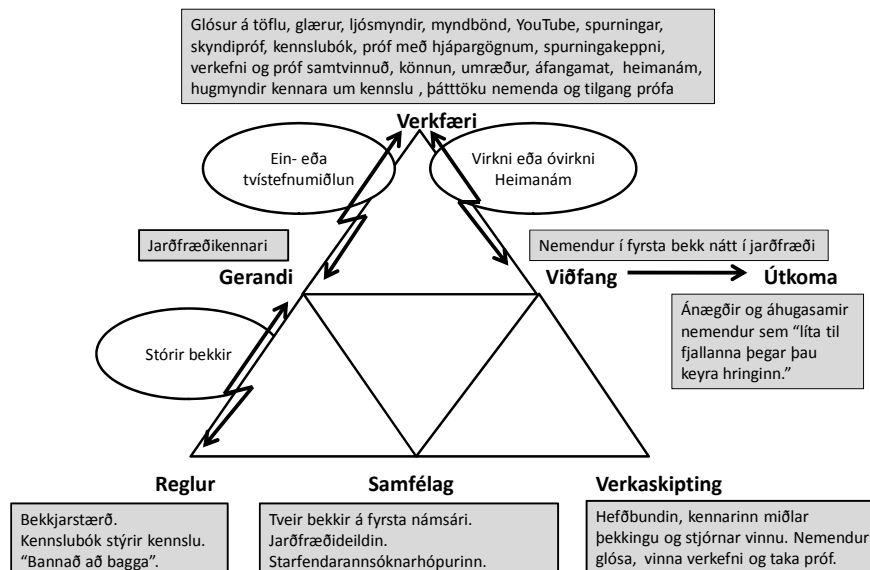 Glósur á töflu, glærur, ljósmyndir, myndbönd, YouTube, spurningar,
skyndipróf, kennslubók, próf með hjápargögnum, spurningakeppni,
verkefni og próf samtvinnuð, könnun, umræður, áfangamat, heimanám,
hugmyndir kennara um kennslu , þátttöku nemenda og tilgang prófa
Verkfæri
Ein- eða
tvístefnumiðlun
Virkni eða óvirkni
Heimanám
Jarðfræðikennari
Nemendur í fyrsta bekk nátt í jarðfræði
Gerandi
Viðfang
Útkoma
Ánægðir og áhugasamir
nemendur sem “líta til
fjallanna þegar þau
keyra hringinn.”
Stórir bekkir
Reglur
Samfélag
Verkaskipting
Bekkjarstærð.
Kennslubók stýrir kennslu.
“Bannað að bagga”.
Tveir bekkir á fyrsta námsári.
Jarðfræðideildin.
Starfendarannsóknarhópurinn.
Hefðbundin, kennarinn miðlar
þekkingu og stjórnar vinnu. Nemendur
glósa, vinna verkefni og taka próf.